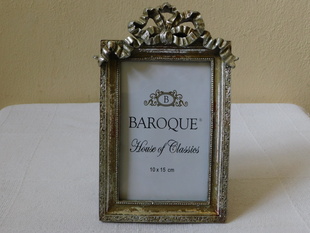 B
BAROQUE®
House of Classics
10 x 15 cm